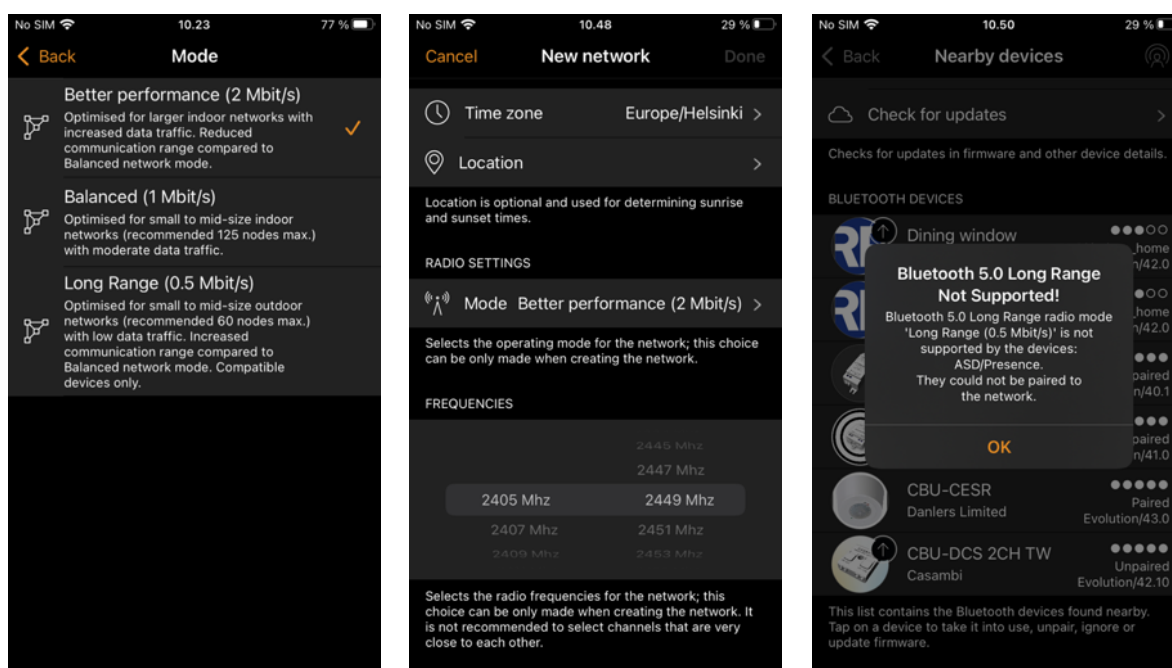 No SIM 10.23 77 %
Back Mode
Better performance (2 Mbit/s)
Optimised for larger indoor networks with
increased data traffic. Reduced
communication range compared to
Balanced network mode.
Balanced (1 Mbit/s)
Optimised for small to mid-size indoor
networks (recommended 125 nodes max.)
with moderate data traffic.
Long Range (0.5 Mbit/s)
Optimised for small to mid-size outdoor
networks (recommended 60 nodes max.)
with low data traffic. Increased
communication range compared to
Balanced network mode. Compatible
devices only.
No SIM 10.48 29 %
Cancel New network Done
Time zone Europe/Helsinki
Location
Location is optional and used for determining sunrise
and sunset times.
RADIO SETTINGS
Mode Better performance (2 Mbit/s)
Selects the operating mode for the network; this choice
can be only made when creating the network.
FREQUENCIES
2445 Mhz
2447 Mhz
2405 Mhz 2449 Mhz
2407 Mhz 2451 Mhz
2409 Mhz 2453 Mhz
Selects the radio frequencies for the network; this
choice can be only made when creating the network. It
is not recommended to select channels that are very
close to each other.
No SIM 10.50 29 %
Back Nearby devices
Check for updates
Checks for updates in firmware and other device details.
BLUETOOTH DEVICES
Dining window
_home
n/42.0
_home
n/42.0
paired
n/40.1
paired
n/41.0
Bluetooth 5.0 Long Range
Not Supported!
Bluetooth 5.0 Long Range radio mode
'Long Range (0.5 Mbit/s)' is not
supported by the devices:
ASD/Presence.
They could not be paired to
the network.
OK
CBU-CESR
Danlers Limited
Paired
Evolution/43.0
CBU-DCS 2CH TW
Casambi
Unpaired
Evolution/42.10
This list contains the Bluetooth devices found nearby.
Tap on a device to take it into use, unpair, ignore or
update firmware.